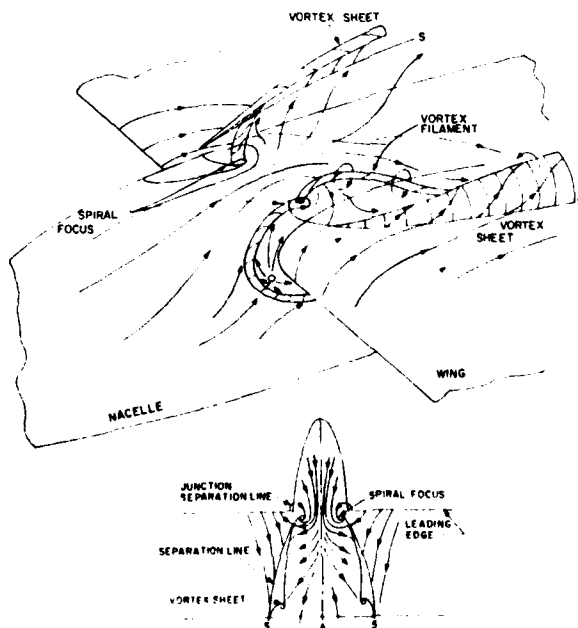 VORTEX SHEET
S
VORTEX
FILAMENT
SPIRAL
FOCUS
VORTEX
SHEET
WING
NACELLE
JUNCTION
SEPARATION LINE
SPIRAL FOCUS
LEADING
EDGE
SEPARATION LINE
VORTEX SHEET
S
A
S